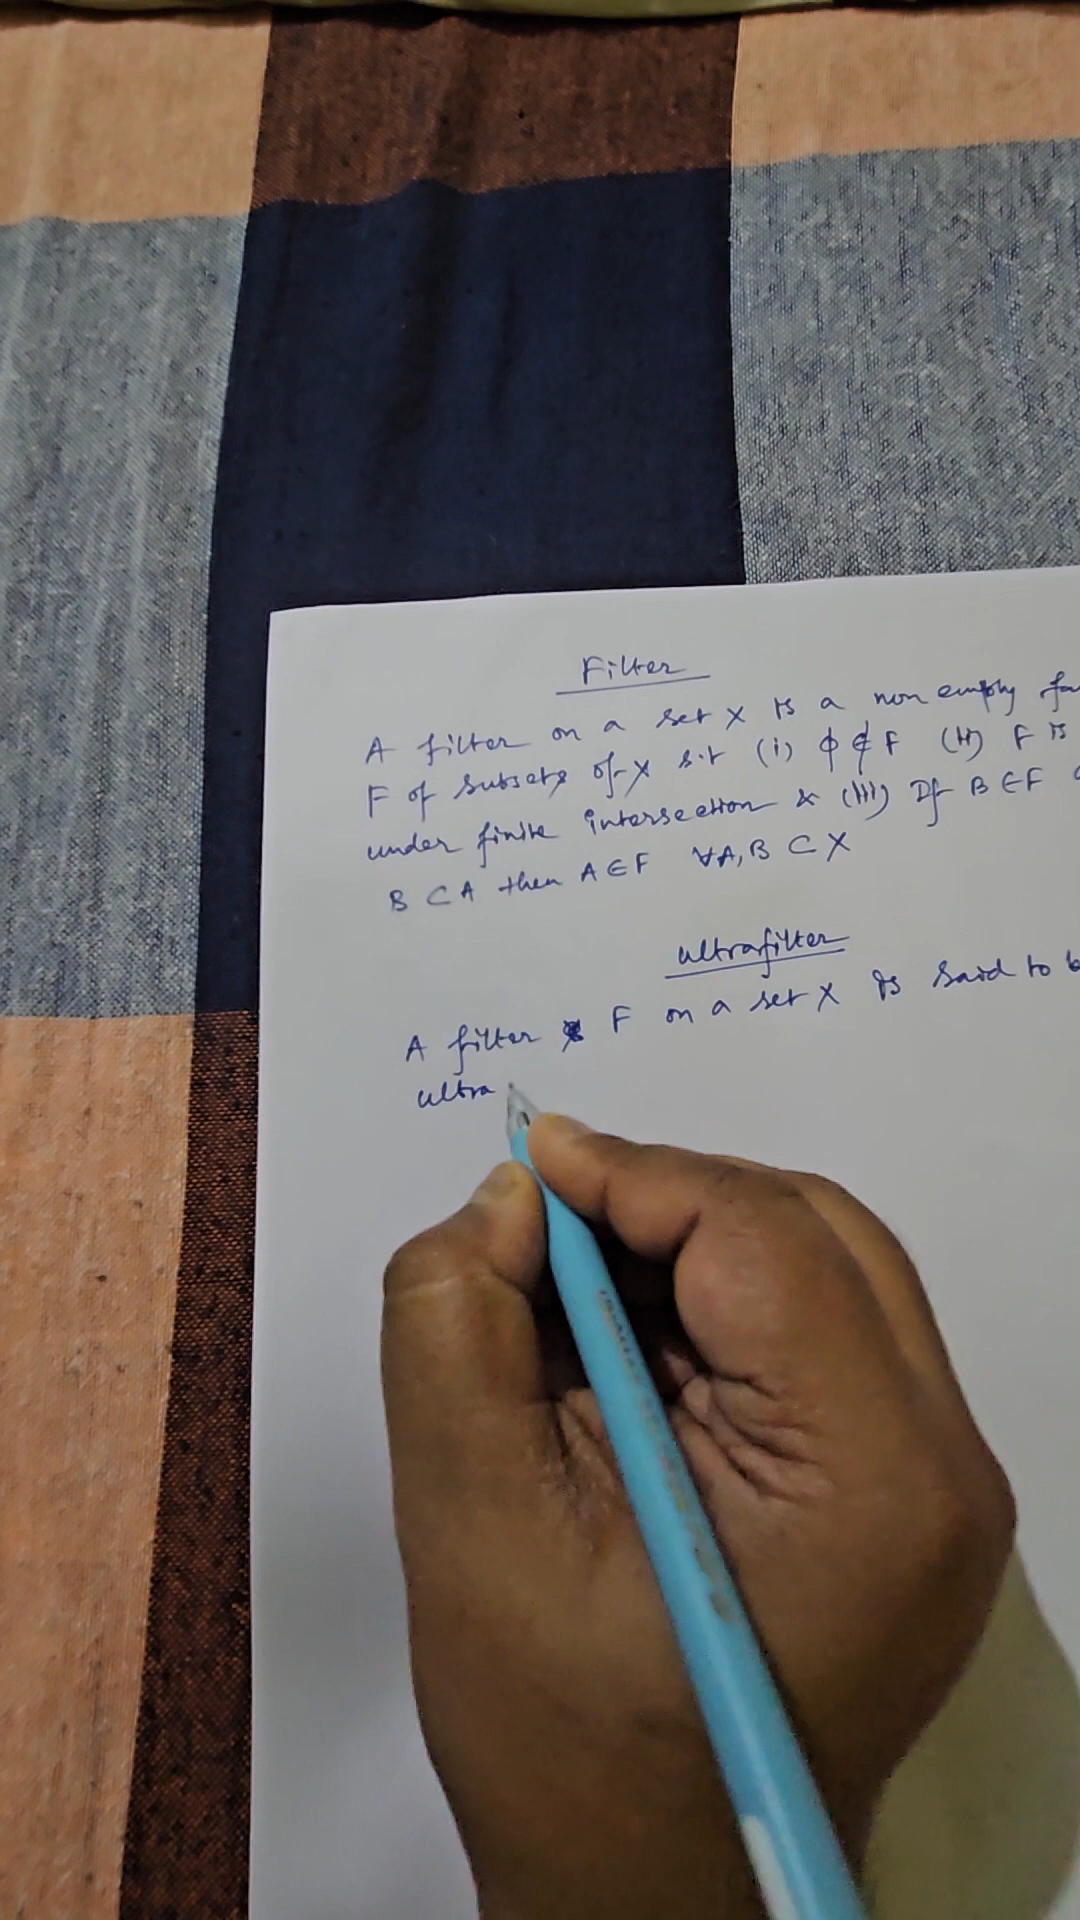 Filter
A filter on a set X is a non empty
F of subsets of X s.t (i) ϕ ∉ F (ii) F is
under finite intersection & (iii) If B ∈ F
B ⊂ A then A ∈ F ∀A, B ⊂ X
ultrafilter
A filter F on a set X is said to b
ultra